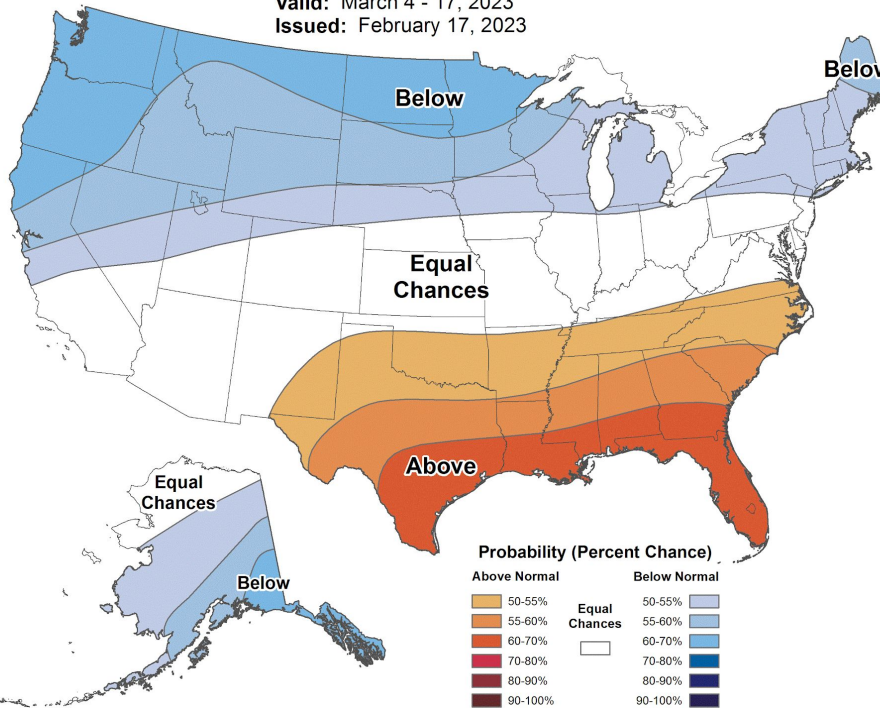 Valid: March 4 - 17, 2023
Issued: February 17, 2023
Below
Below
Equal
Chances
Above
Equal
Chances
Below
Probability (Percent Chance)
Above Normal
Below Normal
Equal
Chances
50-55%
50-55%
55-60%
55-60%
60-70%
60-70%
70-80%
70-80%
80-90%
80-90%
90-100%
90-100%